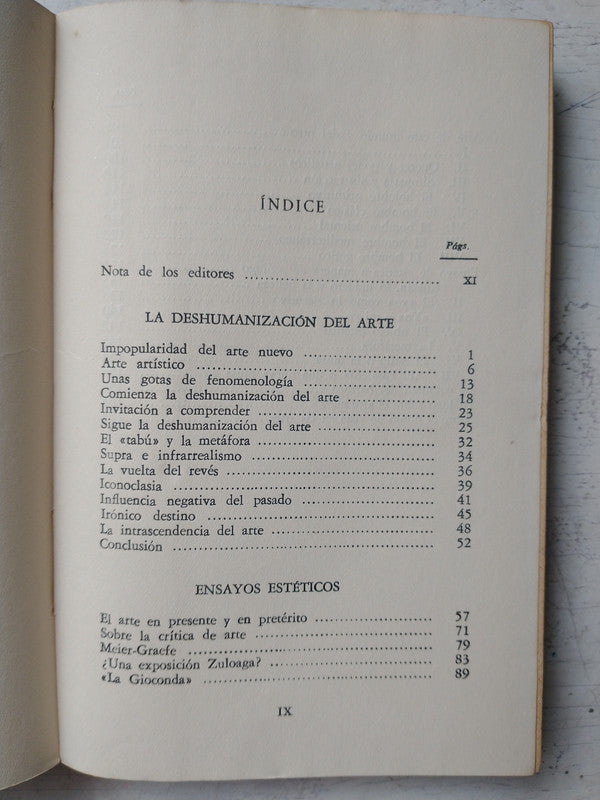 ÍNDICE
Págs.
Nota de los editores ........................................ XI
LA DESHUMANIZACIÓN DEL ARTE
Impopularidad del arte nuevo ........................... 1
Arte artístico ................................................... 6
Unas gotas de fenomenología ........................... 13
Comienza la deshumanización del arte ................. 18
Invitación a comprender ................................... 23
Sigue la deshumanización del arte ....................... 25
El «tabú» y la metáfora ................................... 32
Supra e infrarrealismo ..................................... 34
La vuelta del revés ......................................... 36
Iconoclasia ..................................................... 39
Influencia negativa del pasado ........................... 41
Irónico destino ............................................... 45
La intrascendencia del arte ............................... 48
Conclusión ..................................................... 52
ENSAYOS ESTÉTICOS
El arte en presente y en pretérito ....................... 57
Sobre la crítica de arte ................................... 71
Meier-Graefe ................................................. 79
¿Una exposición Zuloaga? ................................. 83
«La Gioconda» ............................................... 89
IX